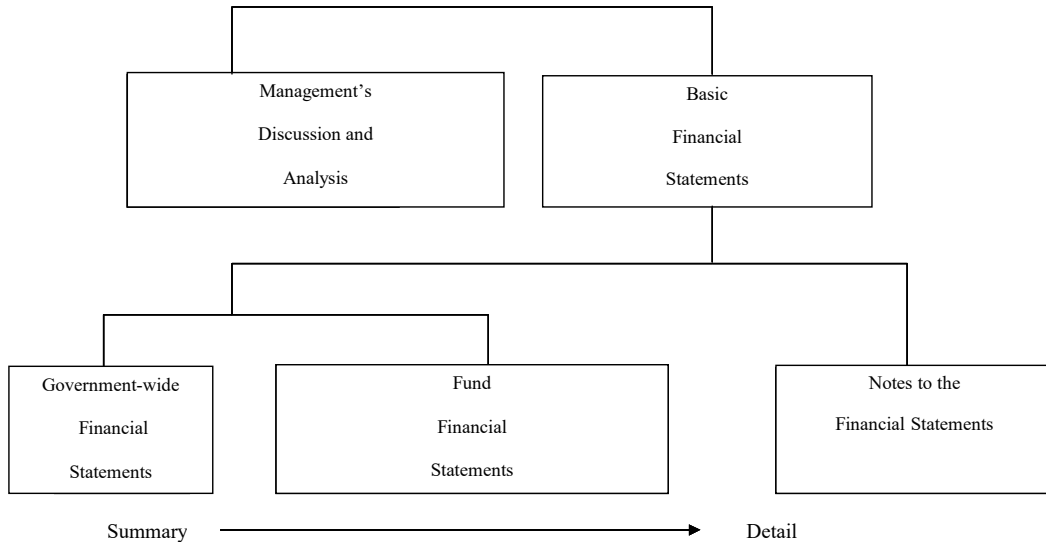 Management’s
Discussion and
Analysis
Basic
Financial
Statements
Government-wide
Financial
Statements
Fund
Financial
Statements
Notes to the
Financial Statements
Summary
Detail